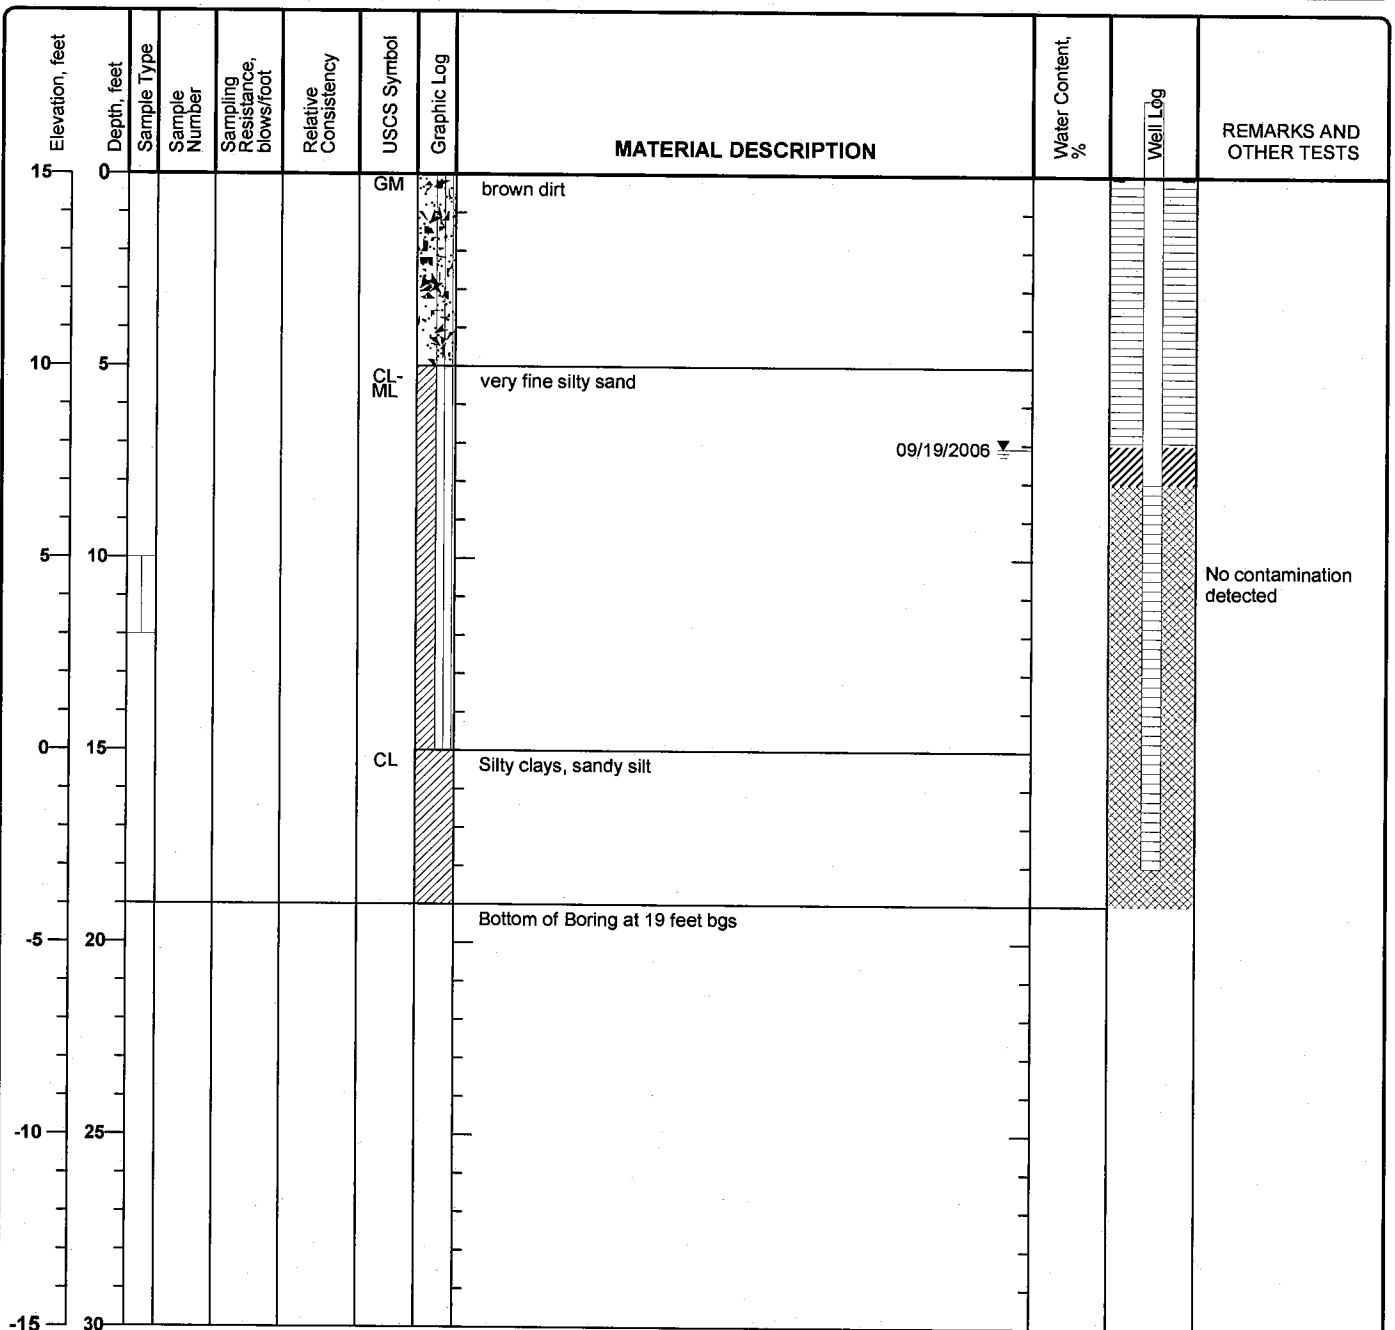 Elevation, feet
Depth, feet
Sample Type
Sample
Number
Sampling
Resistance,
blows/foot
Relative
Consistency
USCS Symbol
Graphic Log
MATERIAL DESCRIPTION
Water Content,
%
Well Log
REMARKS AND
OTHER TESTS
15 0
GM brown dirt
10 5
CL-
ML
very fine silty sand
09/19/2006
5 10
No contamination
detected
0 15
CL Silty clays, sandy silt
Bottom of Boring at 19 feet bgs
-5 20
-10 25
-15 30